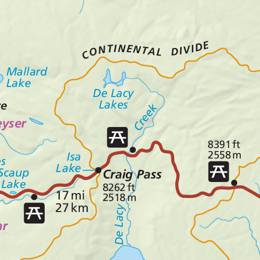 CONTINENTAL DIVIDE
Mallard
Lake
De Lacy
Lakes
Creek
eyser
8391 ft
2558 m
Isa
Lake
Scaup
Lake
Craig Pass
8262 ft
2518 m
17 mi
27 km
De Lacy